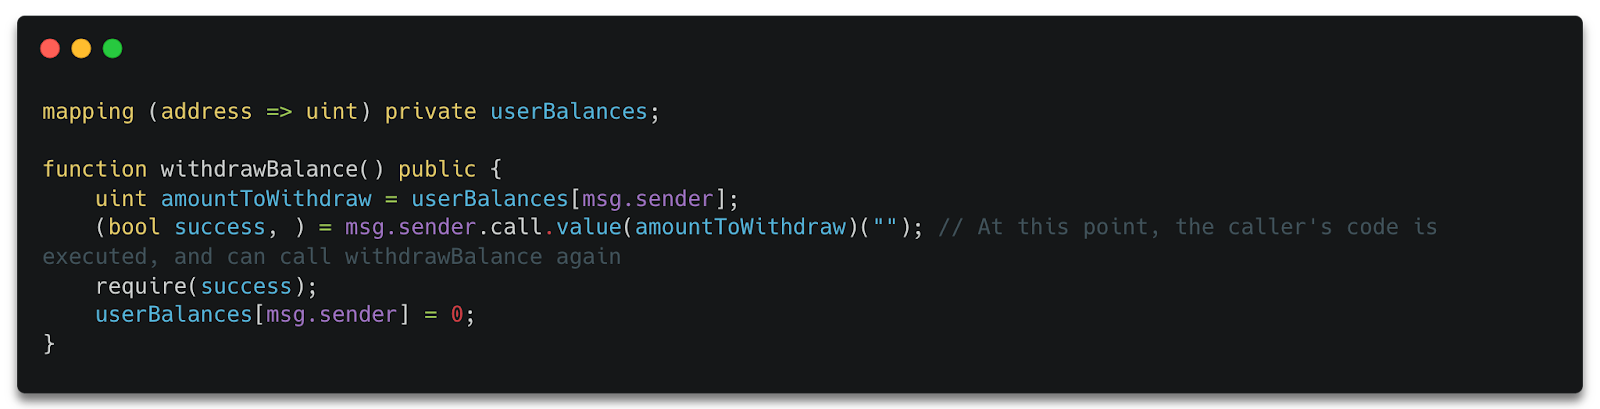 mapping (address => uint) private userBalances;
function withdrawBalance() public {
    uint amountToWithdraw = userBalances[msg.sender];
    (bool success, ) = msg.sender.call.value(amountToWithdraw)(""); // At this point, the caller's code is
executed, and can call withdrawBalance again
    require(success);
    userBalances[msg.sender] = 0;
}